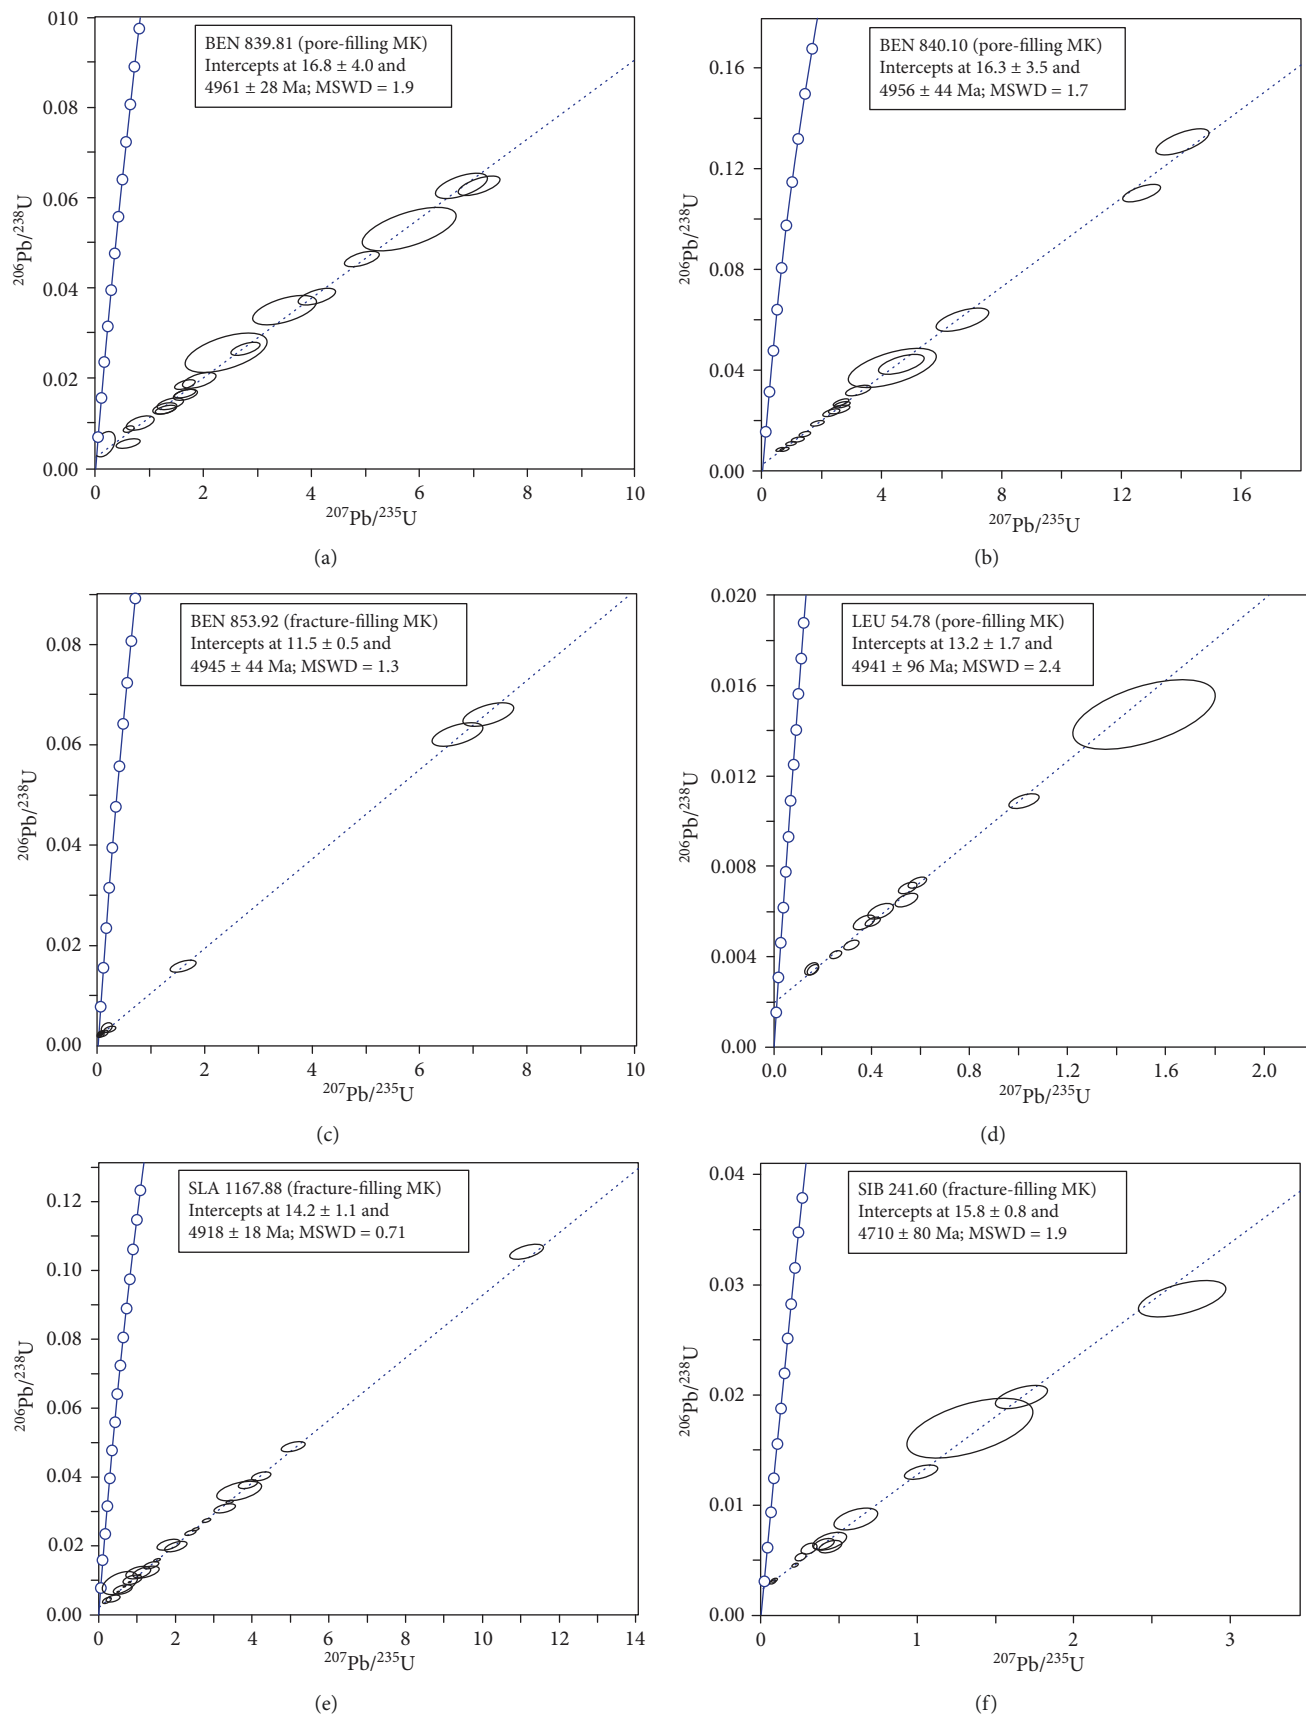 BEN 839.81 (pore-filling MK)
Intercepts at 16.8 ± 4.0 and
4961 ± 28 Ma; MSWD = 1.9
010
0.08
0.06
0.04
0.02
0.00
0 2 4 6 8 10
206Pb/238U
207Pb/235U
(a)
BEN 840.10 (pore-filling MK)
Intercepts at 16.3 ± 3.5 and
4956 ± 44 Ma; MSWD = 1.7
0.16
0.12
0.08
0.04
0.00
0 4 8 12 16
206Pb/238U
207Pb/235U
(b)
BEN 853.92 (fracture-filling MK)
Intercepts at 11.5 ± 0.5 and
4945 ± 44 Ma; MSWD = 1.3
0.08
0.06
0.04
0.02
0.00
0 2 4 6 8 10
206Pb/238U
207Pb/235U
(c)
LEU 54.78 (pore-filling MK)
Intercepts at 13.2 ± 1.7 and
4941 ± 96 Ma; MSWD = 2.4
0.020
0.016
0.012
0.008
0.004
0.00
0.0 0.4 0.8 1.2 1.6 2.0
206Pb/238U
207Pb/235U
(d)
SLA 1167.88 (fracture-filling MK)
Intercepts at 14.2 ± 1.1 and
4918 ± 18 Ma; MSWD = 0.71
0.12
0.10
0.08
0.06
0.04
0.02
0.00
0 2 4 6 8 10 12 14
206Pb/238U
207Pb/235U
(e)
SIB 241.60 (fracture-filling MK)
Intercepts at 15.8 ± 0.8 and
4710 ± 80 Ma; MSWD = 1.9
0.04
0.03
0.02
0.01
0.00
0 1 2 3
206Pb/238U
207Pb/235U
(f)